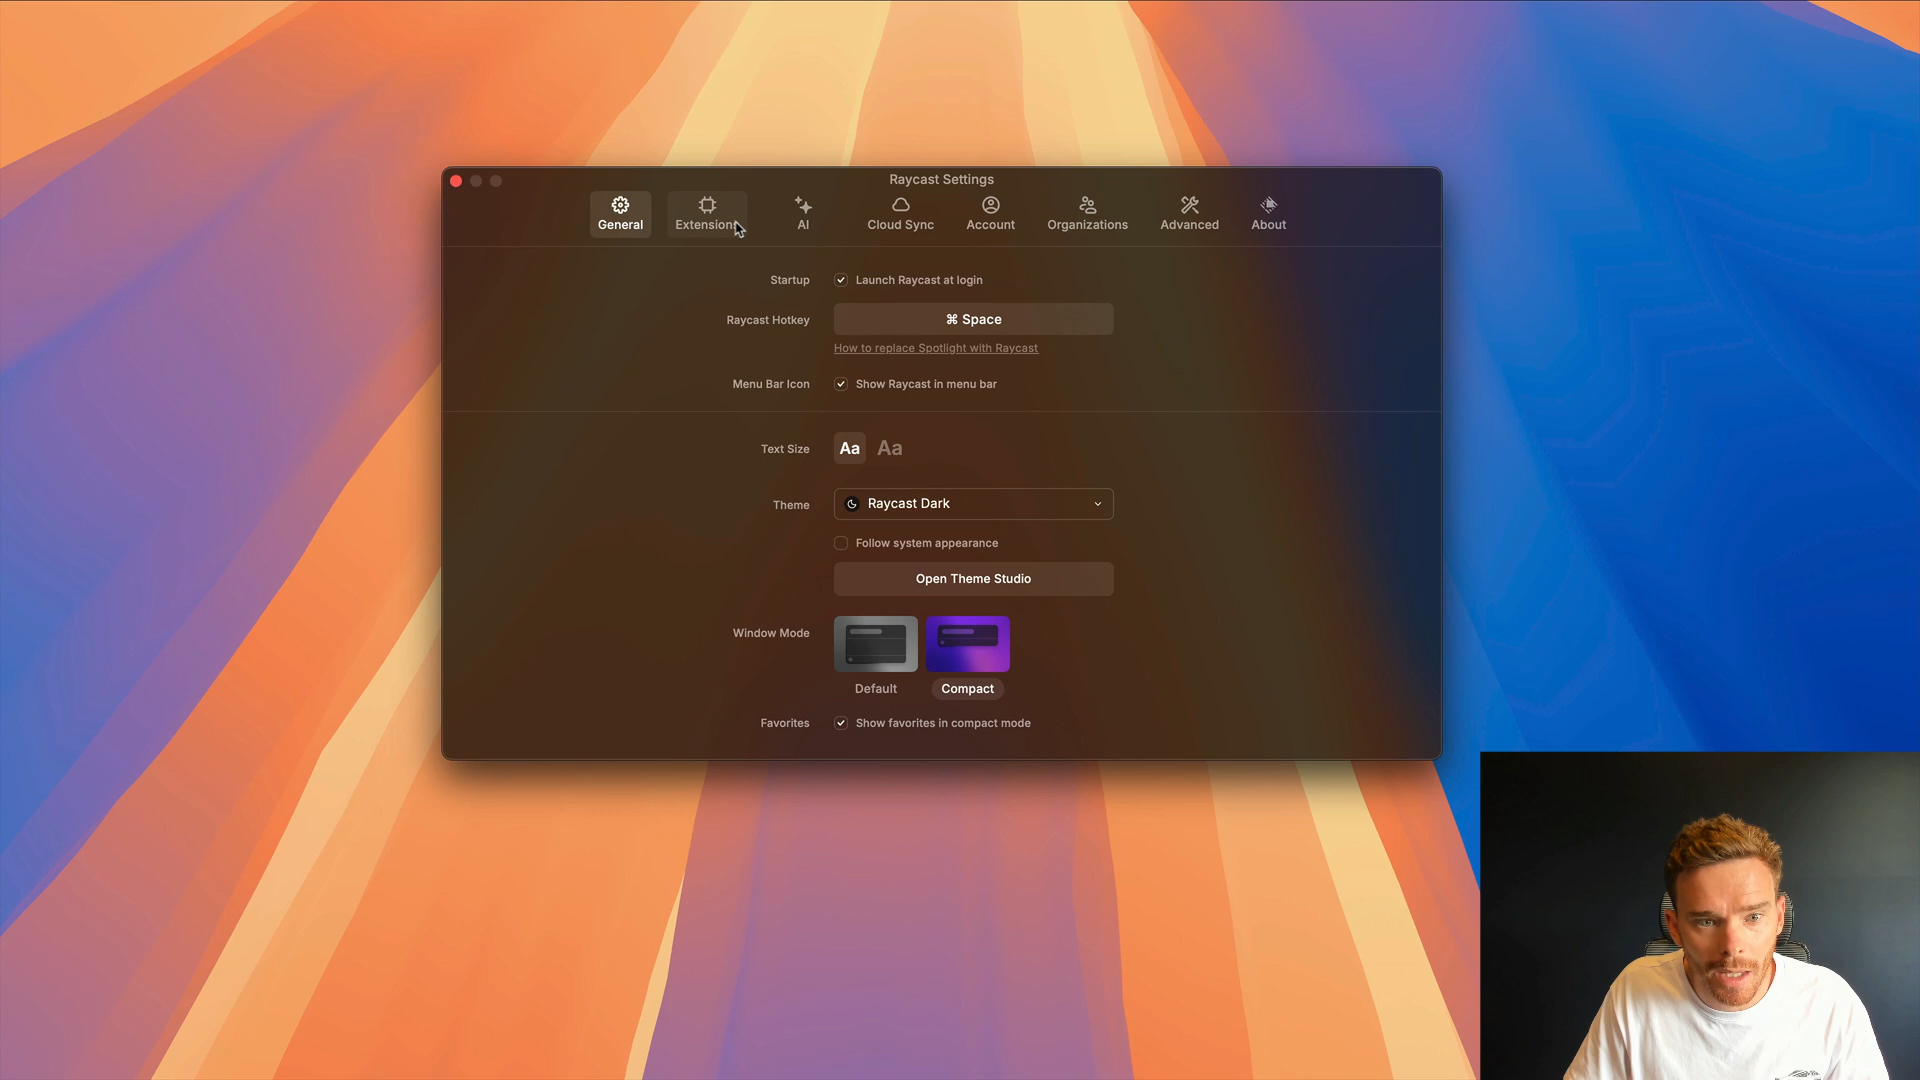 Raycast Settings
General
Extensions
AI
Cloud Sync
Account
Organizations
Advanced
About
Startup
Launch Raycast at login
Raycast Hotkey
⌘ Space
How to replace Spotlight with Raycast
Menu Bar Icon
Show Raycast in menu bar
Text Size
Aa Aa
Theme
Raycast Dark
Follow system appearance
Open Theme Studio
Window Mode
Default
Compact
Favorites
Show favorites in compact mode